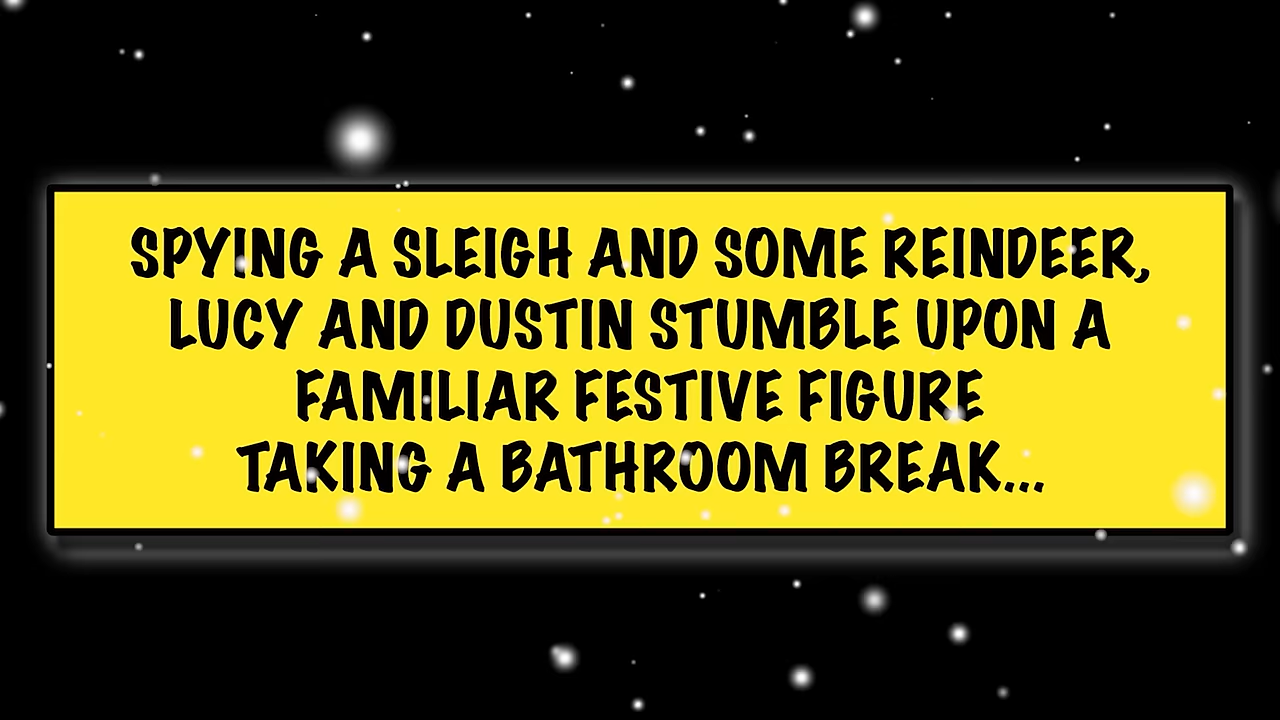 SPYING A SLEIGH AND SOME REINDEER,
LUCY AND DUSTIN STUMBLE UPON A
FAMILIAR FESTIVE FIGURE
TAKING A BATHROOM BREAK...